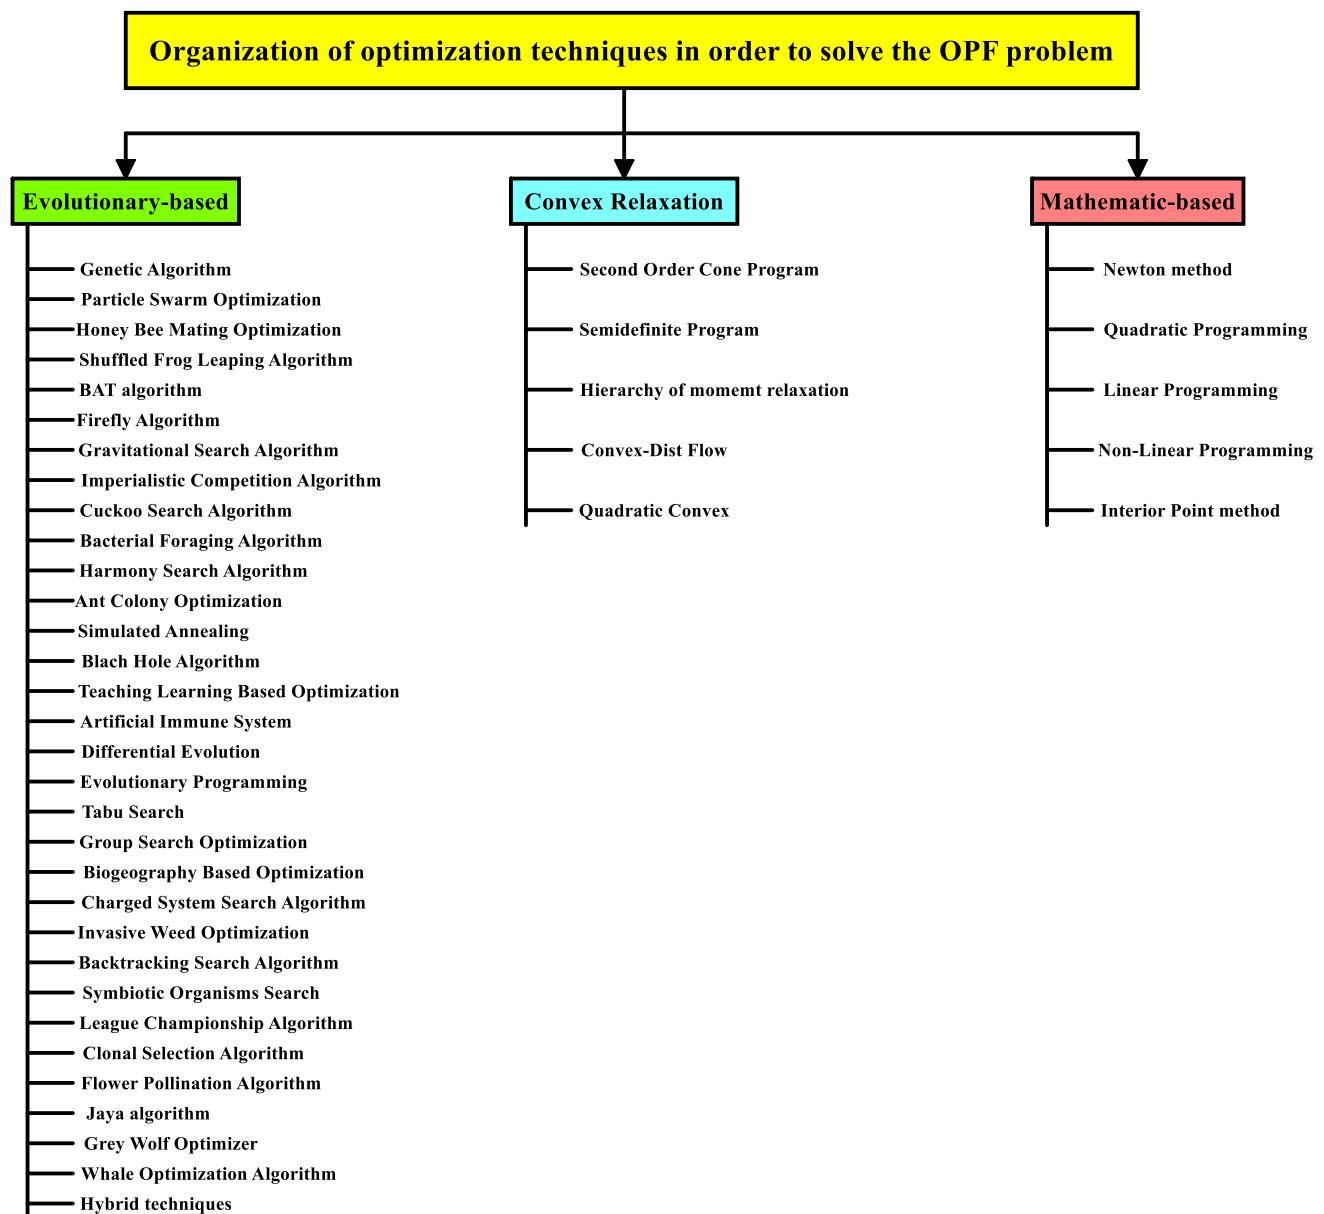 Organization of optimization techniques in order to solve the OPF problem
Evolutionary-based
Genetic Algorithm
Particle Swarm Optimization
Honey Bee Mating Optimization
Shuffled Frog Leaping Algorithm
BAT algorithm
Firefly Algorithm
Gravitational Search Algorithm
Imperialistic Competition Algorithm
Cuckoo Search Algorithm
Bacterial Foraging Algorithm
Harmony Search Algorithm
Ant Colony Optimization
Simulated Annealing
Blach Hole Algorithm
Teaching Learning Based Optimization
Artificial Immune System
Differential Evolution
Evolutionary Programming
Tabu Search
Group Search Optimization
Biogeography Based Optimization
Charged System Search Algorithm
Invasive Weed Optimization
Backtracking Search Algorithm
Symbiotic Organisms Search
League Championship Algorithm
Clonal Selection Algorithm
Flower Pollination Algorithm
Jaya algorithm
Grey Wolf Optimizer
Whale Optimization Algorithm
Hybrid techniques
Convex Relaxation
Second Order Cone Program
Semidefinite Program
Hierarchy of momemt relaxation
Convex-Dist Flow
Quadratic Convex
Mathematic-based
Newton method
Quadratic Programming
Linear Programming
Non-Linear Programming
Interior Point method